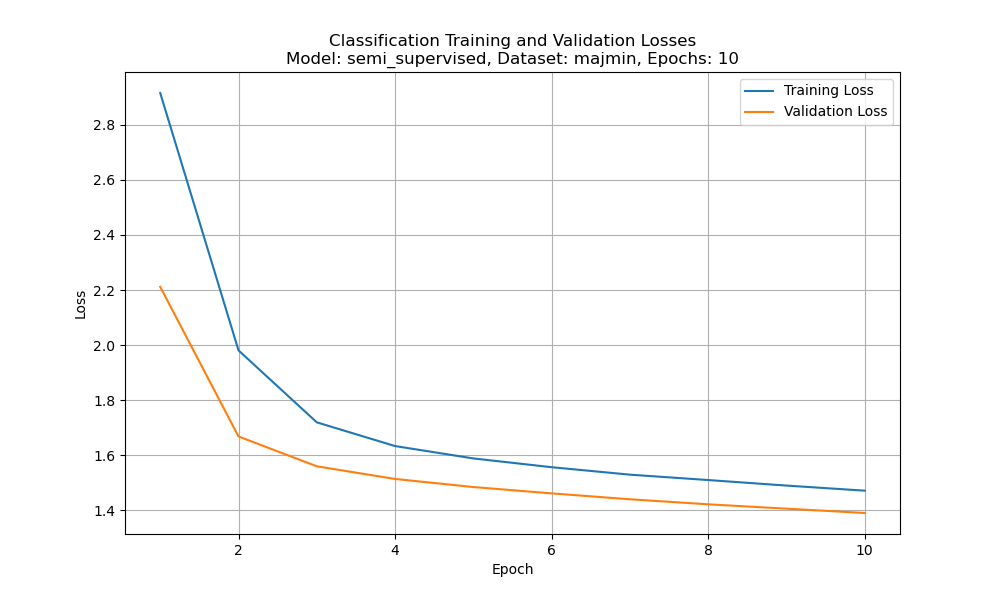 Classification Training and Validation Losses
Model: semi_supervised, Dataset: majmin, Epochs: 10
Training Loss
Validation Loss
2.8
2.6
2.4
2.2
2.0
1.8
1.6
1.4
Loss
2 4 6 8 10
Epoch